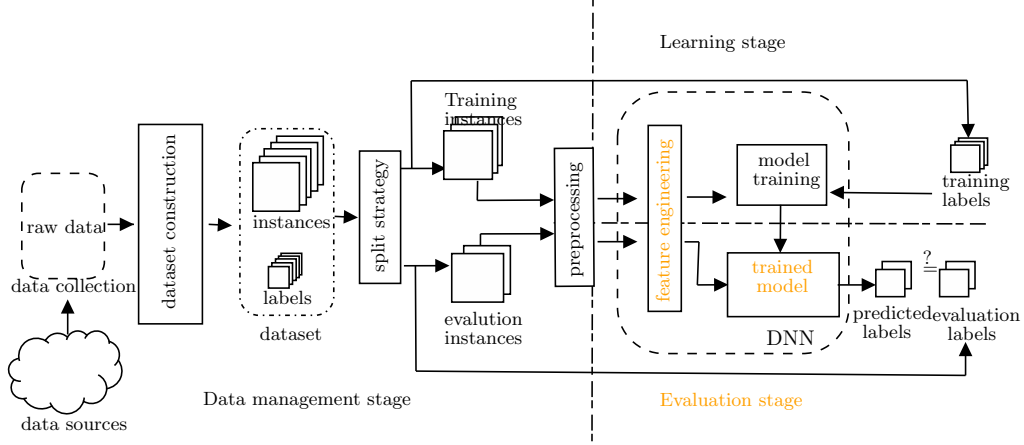 Learning stage
Training
instances
dataset construction
split strategy
preprocessing
feature engineering
model
training
training
labels
raw data
instances
labels
dataset
data collection
trained
model
?
=
predicted
labels
evaluation
labels
evalution
instances
DNN
Data management stage
Evaluation stage
data sources